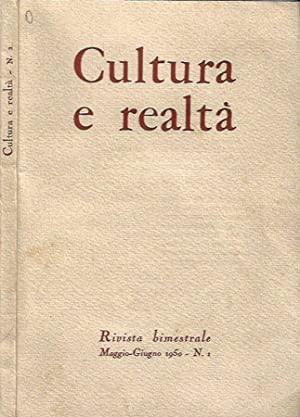 Cultura e realtà - N. 1
Cultura
e realtà
Rivista bimestrale
Maggio-Giugno 1950 - N. 1